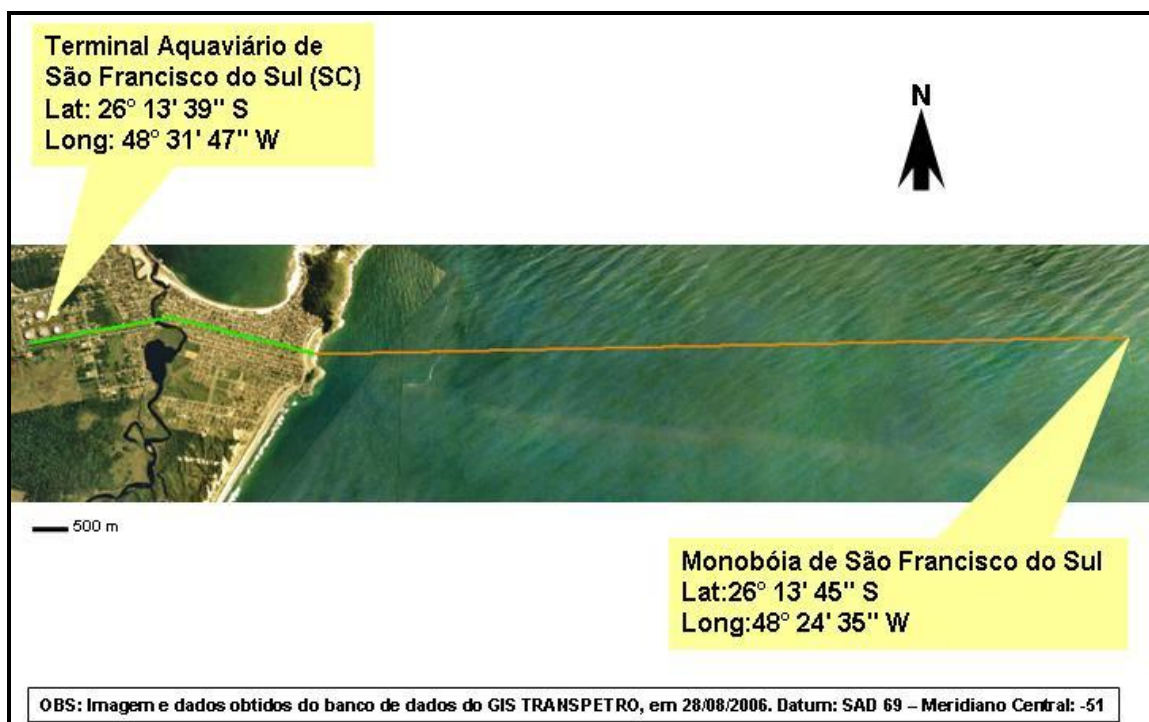 Terminal Aquaviário de
São Francisco do Sul (SC)
Lat: 26° 13' 39" S
Long: 48° 31' 47" W
N
500 m
Monobóia de São Francisco do Sul
Lat:26° 13' 45" S
Long:48° 24' 35" W
OBS: Imagem e dados obtidos do banco de dados do GIS TRANSPETRO, em 28/08/2006. Datum: SAD 69 – Meridiano Central: -51